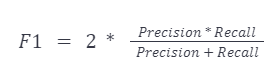 F1 = 2 * Precision * Recall / Precision + Recall